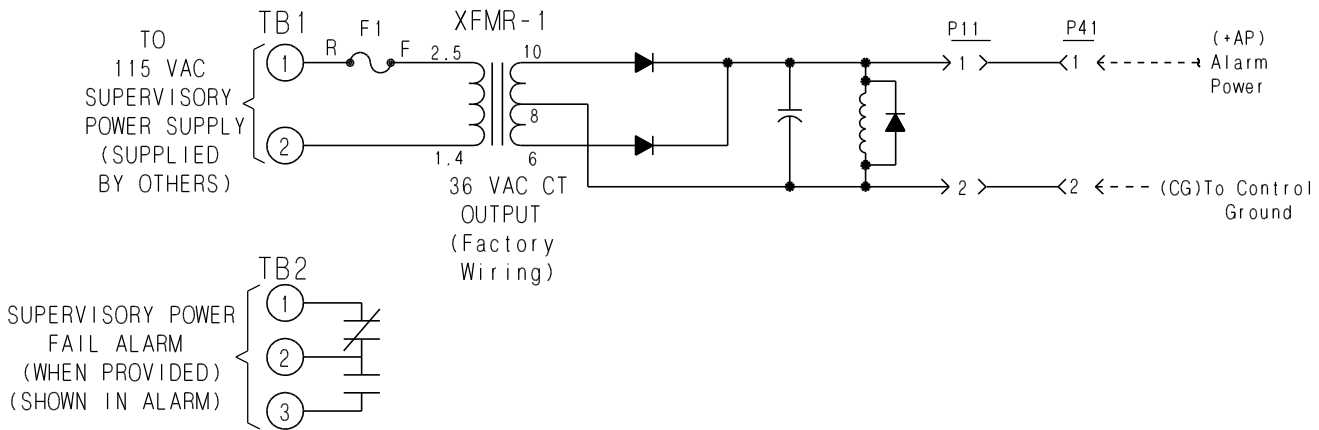 TB1
TO
115 VAC
SUPERVISORY
POWER SUPPLY
(SUPPLIED
BY OTHERS)
1
2
R
F1
F
XFMR-1
2.5
1.4
10
8
6
36 VAC CT
OUTPUT
(Factory
Wiring)
P11
P41
1
1
(+AP)
Alarm
Power
2
2
(CG)To Control
Ground
TB2
SUPERVISORY POWER
FAIL ALARM
(WHEN PROVIDED)
(SHOWN IN ALARM)
1
2
3